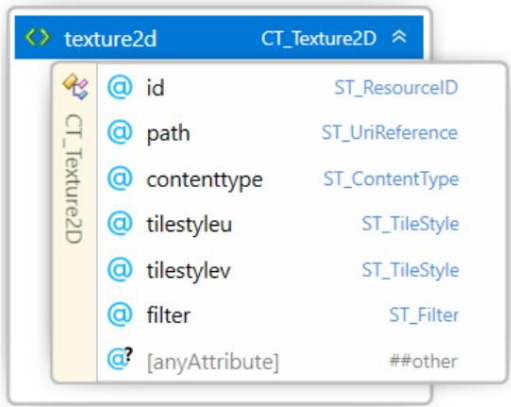 texture2d CT_Texture2D
CT_Texture2D
@ id ST_ResourceID
@ path ST_UriReference
@ contenttype ST_ContentType
@ tilestyleu ST_TileStyle
@ tilestylev ST_TileStyle
@ filter ST_Filter
@? [anyAttribute] ##other